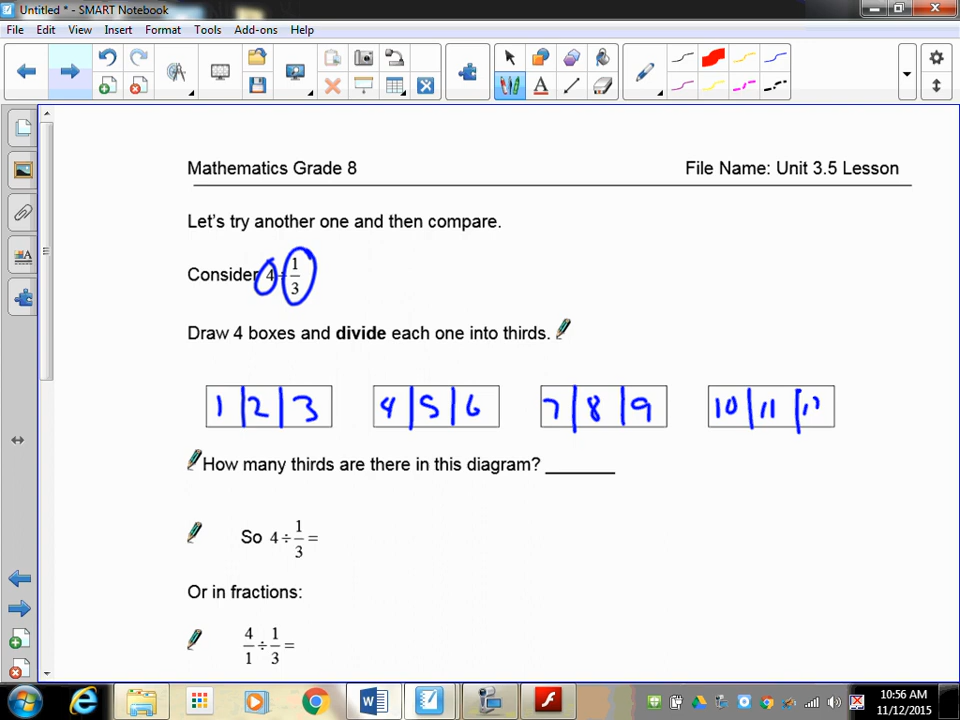 Untitled * - SMART Notebook
File Edit View Insert Format Tools Add-ons Help
Mathematics Grade 8 File Name: Unit 3.5 Lesson
Let's try another one and then compare.
Consider 4 ÷ 1/3
Draw 4 boxes and divide each one into thirds.
1 2 3 4 5 6 7 8 9 10 11
How many thirds are there in this diagram? _______
So 4 ÷ 1/3 =
Or in fractions:
4/1 ÷ 1/3 =
10:56 AM
11/12/2015